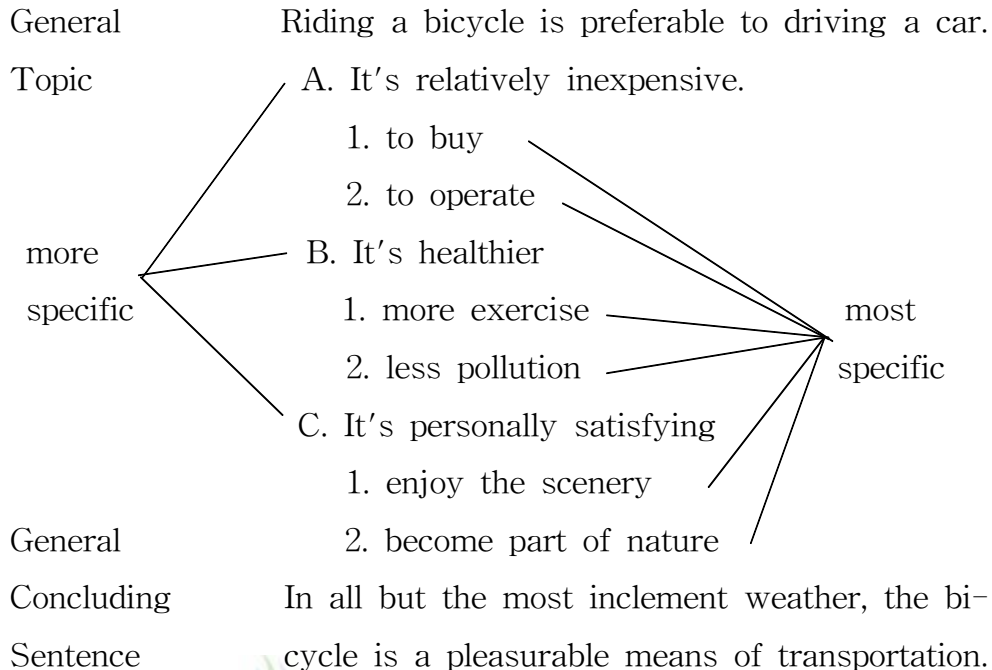 General Riding a bicycle is preferable to driving a car.
Topic A. It's relatively inexpensive.
1. to buy
2. to operate
more B. It's healthier
specific 1. more exercise most
2. less pollution specific
C. It's personally satisfying
1. enjoy the scenery
General 2. become part of nature
Concluding In all but the most inclement weather, the bi-
Sentence cycle is a pleasurable means of transportation.